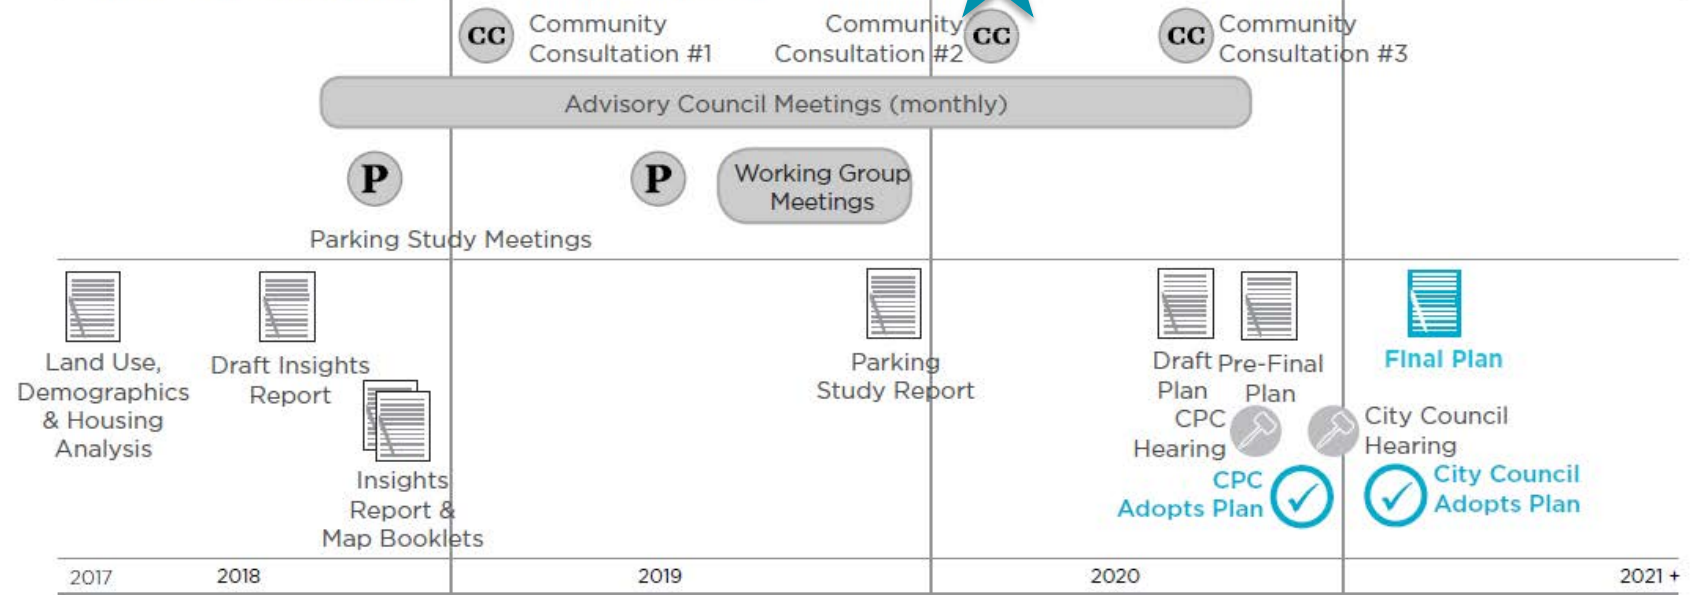 CC
Community
Consultation #1
Community
Consultation #2
CC
CC
Community
Consultation #3
Advisory Council Meetings (monthly)
P
P
Working Group
Meetings
Parking Study Meetings
Land Use,
Demographics
& Housing
Analysis
Draft Insights
Report
Insights
Report &
Map Booklets
Parking
Study Report
Draft
Plan
Pre-Final
Plan
CPC
Hearing
CPC
Adopts Plan
FInal Plan
City Council
Hearing
City Council
Adopts Plan
2017
2018
2019
2020
2021 +